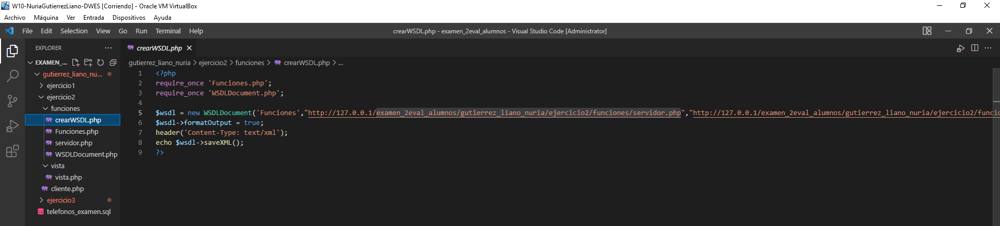 W10-NuriaGutierrezLiano-DWES [Corriendo] - Oracle VM VirtualBox
Archivo Máquina Ver Entrada Dispositivos Ayuda
File Edit Selection View Go Run Terminal Help
crearWSDL.php - examen_2eval_alumnos - Visual Studio Code [Administrator]
EXPLORER
EXAMEN_...
gutierrez_liano_nu...
ejercicio1
ejercicio2
funciones
crearWSDL.php
Funciones.php
servidor.php
WSDLDocument.php
vista
vista.php
cliente.php
ejercicio3
telefonos_examen.sql
crearWSDL.php
gutierrez_liano_nuria > ejercicio2 > funciones > crearWSDL.php > ...
1 <?php
2 require_once 'Funciones.php';
3 require_once 'WSDLDocument.php';
4
5 $wsdl = new WSDLDocument('Funciones',"http://127.0.0.1/examen_2eval_alumnos/gutierrez_liano_nuria/ejercicio2/funciones/servidor.php","http://127.0.0.1/examen_2eval_alumnos/gutierrez_liano_nuria/ejercicio2/funcio
6 $wsdl->formatOutput = true;
7 header('Content-Type: text/xml');
8 echo $wsdl->saveXML();
9 ?>